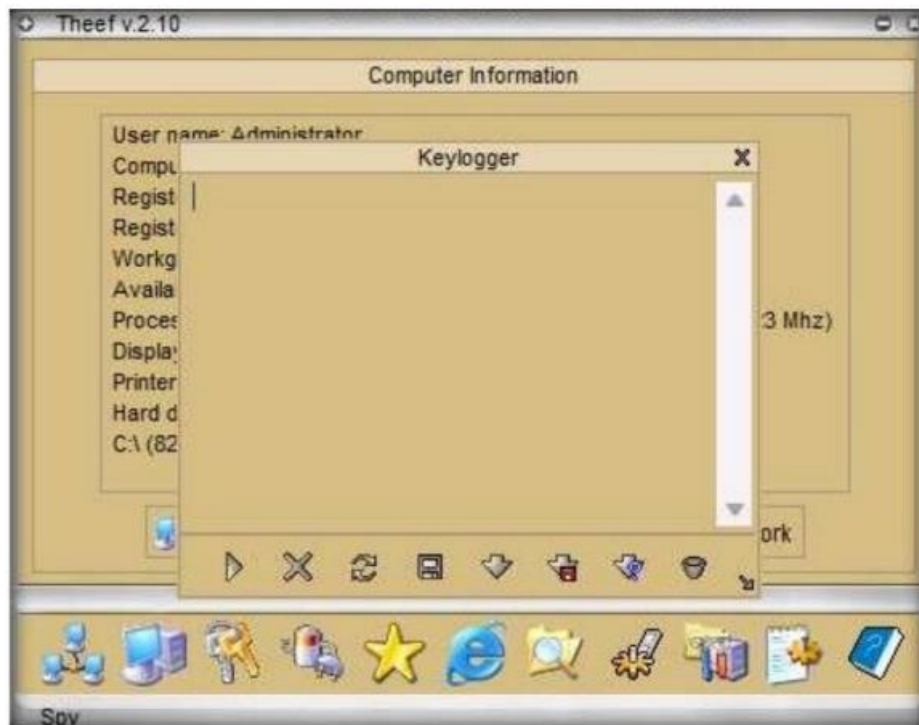 Theef v.2.10
Computer Information
User name: Administrator
Keylogger
Compu
Regist
Regist
Workg
Availa
Proces 3 Mhz)
Display
Printer
Hard d
C:\ (82
ork
Spy